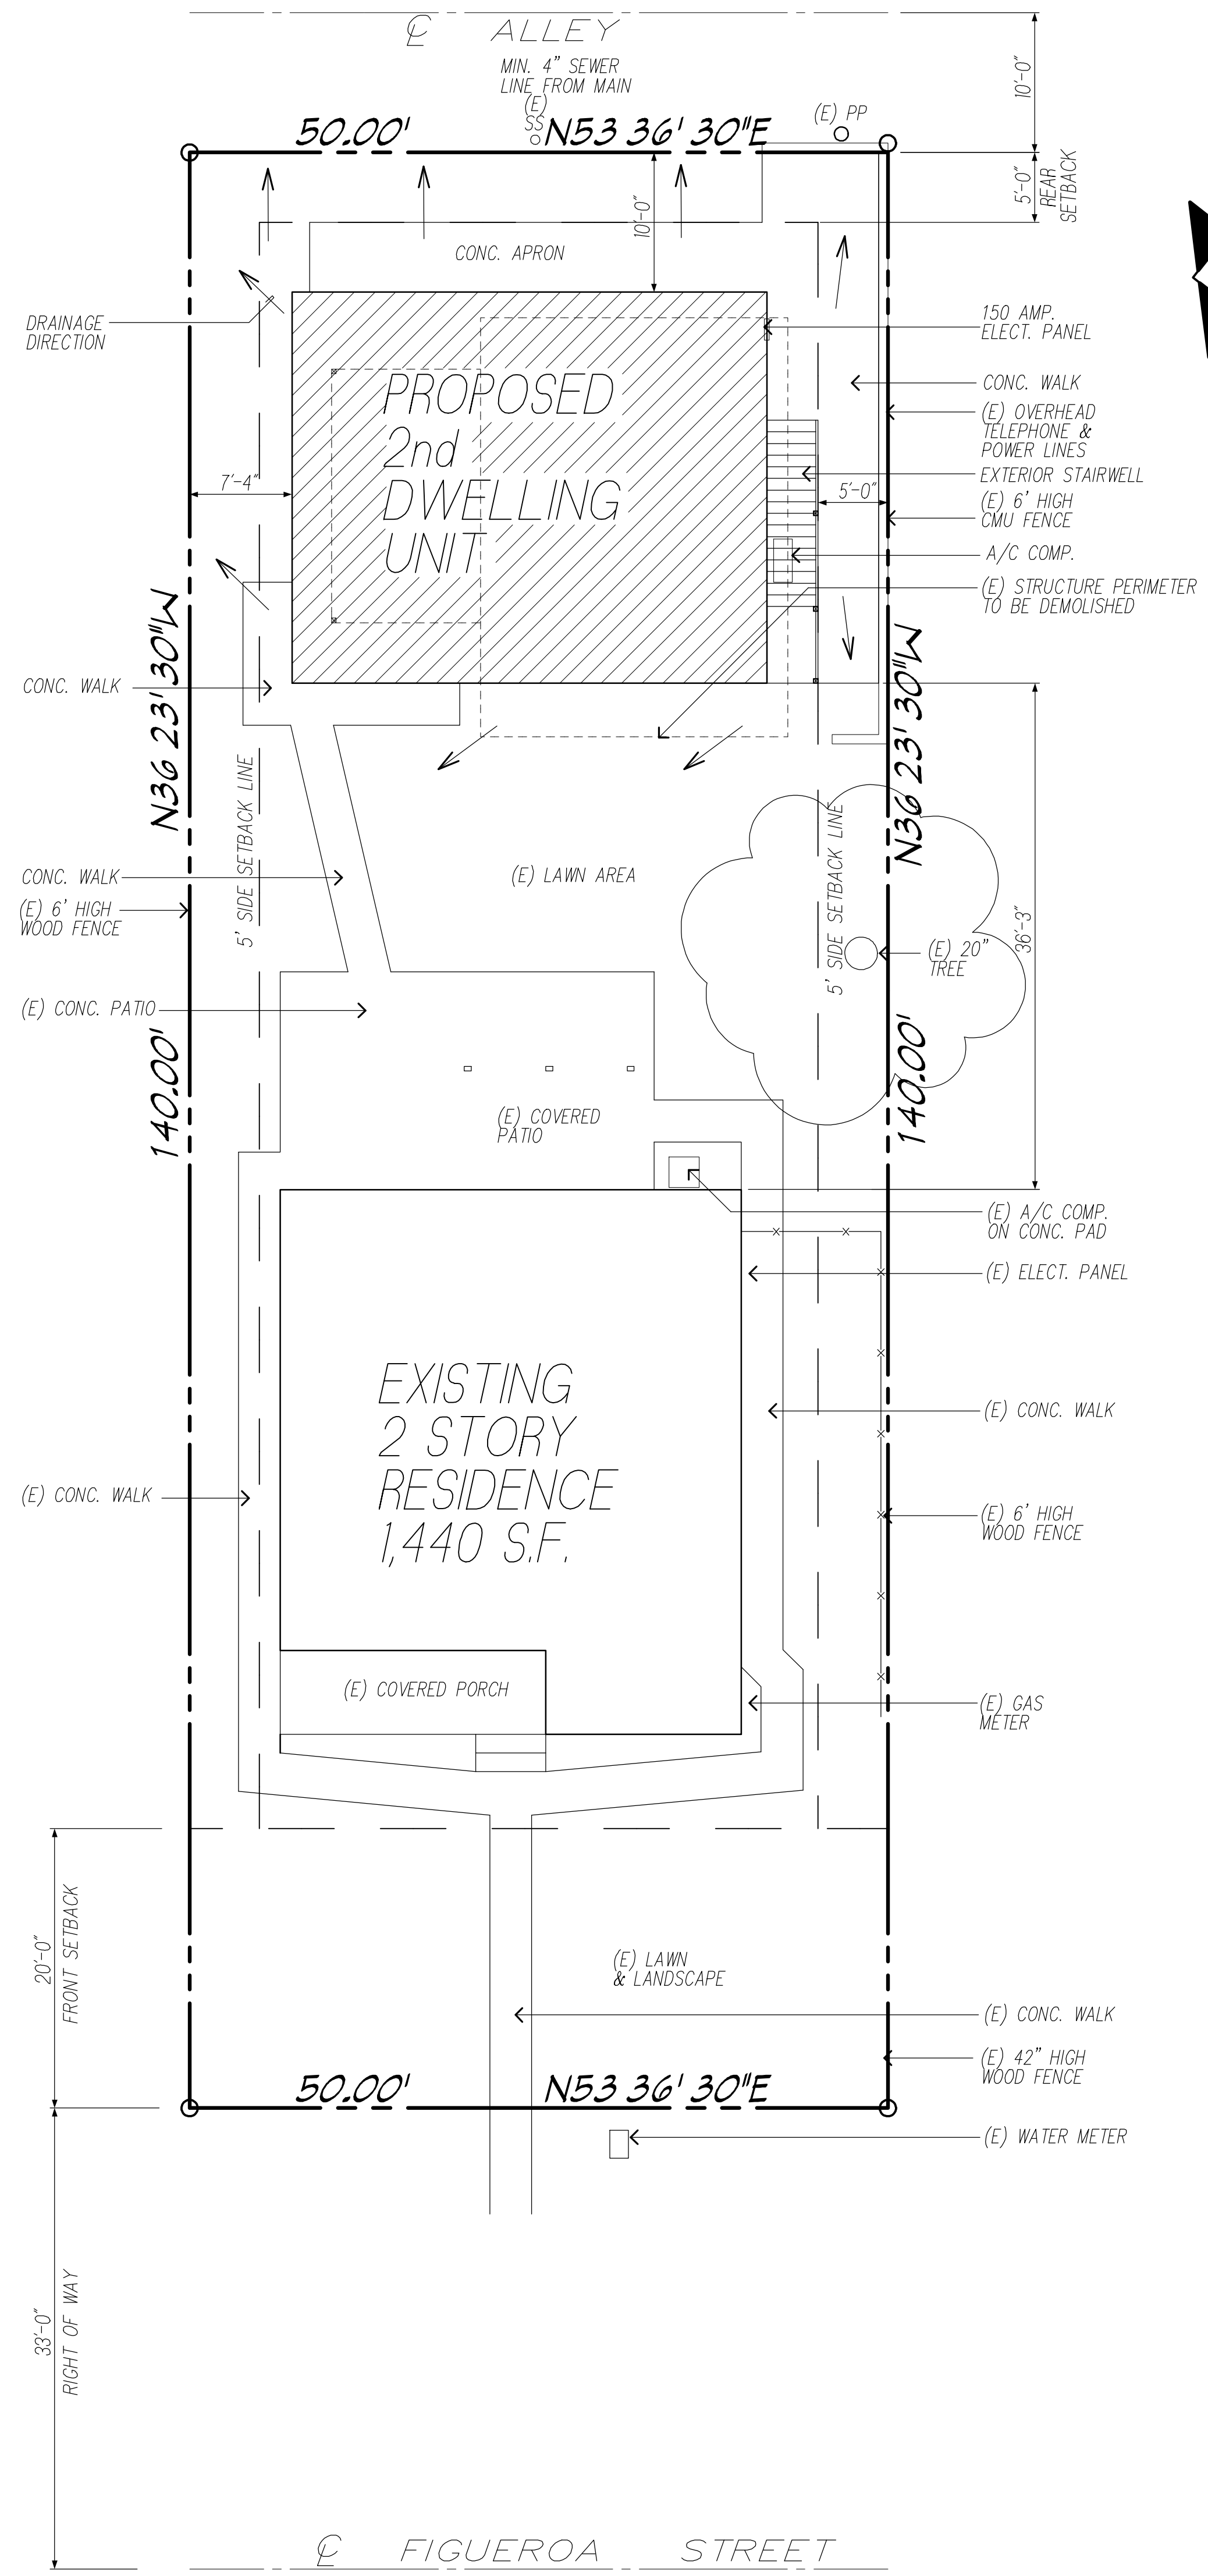 ℄ ALLEY
MIN. 4" SEWER
LINE FROM MAIN
(E)
SS
(E) PP
10'-0"
50.00'
N53 36' 30"E
5'-0"
REAR
SETBACK
10'-0"
CONC. APRON
DRAINAGE
DIRECTION
150 AMP.
ELECT. PANEL
CONC. WALK
(E) OVERHEAD
TELEPHONE &
POWER LINES
EXTERIOR STAIRWELL
(E) 6' HIGH
CMU FENCE
A/C COMP.
(E) STRUCTURE PERIMETER
TO BE DEMOLISHED
PROPOSED
2nd
DWELLING
UNIT
7'-4"
5'-0"
N36 23' 30"W
N36 23' 30"W
CONC. WALK
5' SIDE SETBACK LINE
5' SIDE SETBACK LINE
CONC. WALK
(E) 6' HIGH
WOOD FENCE
(E) LAWN AREA
(E) 20"
TREE
36'-3"
(E) CONC. PATIO
140.00'
140.00'
(E) COVERED
PATIO
(E) A/C COMP.
ON CONC. PAD
(E) ELECT. PANEL
EXISTING
2 STORY
RESIDENCE
1,440 S.F.
(E) CONC. WALK
(E) CONC. WALK
(E) 6' HIGH
WOOD FENCE
(E) COVERED PORCH
(E) GAS
METER
20'-0"
FRONT SETBACK
(E) LAWN
& LANDSCAPE
(E) CONC. WALK
(E) 42" HIGH
WOOD FENCE
50.00'
N53 36' 30"E
(E) WATER METER
33'-0"
RIGHT OF WAY
℄ FIGUEROA STREET